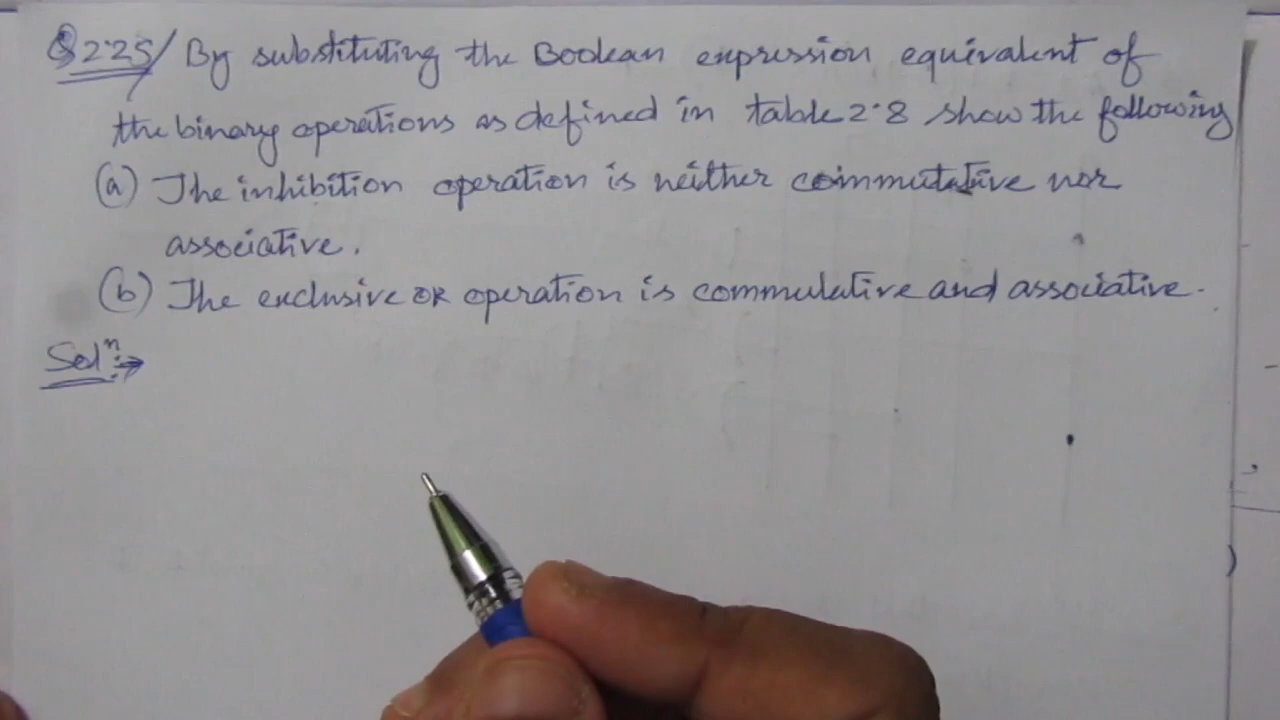 Q2.25/ By substituting the Boolean expression equivalent of
the binary operations as defined in table 2.8 show the following
(a) The inhibition operation is neither commutative nor
associative.
(b) The exclusive OR operation is commulative and associative.
Solⁿ:→